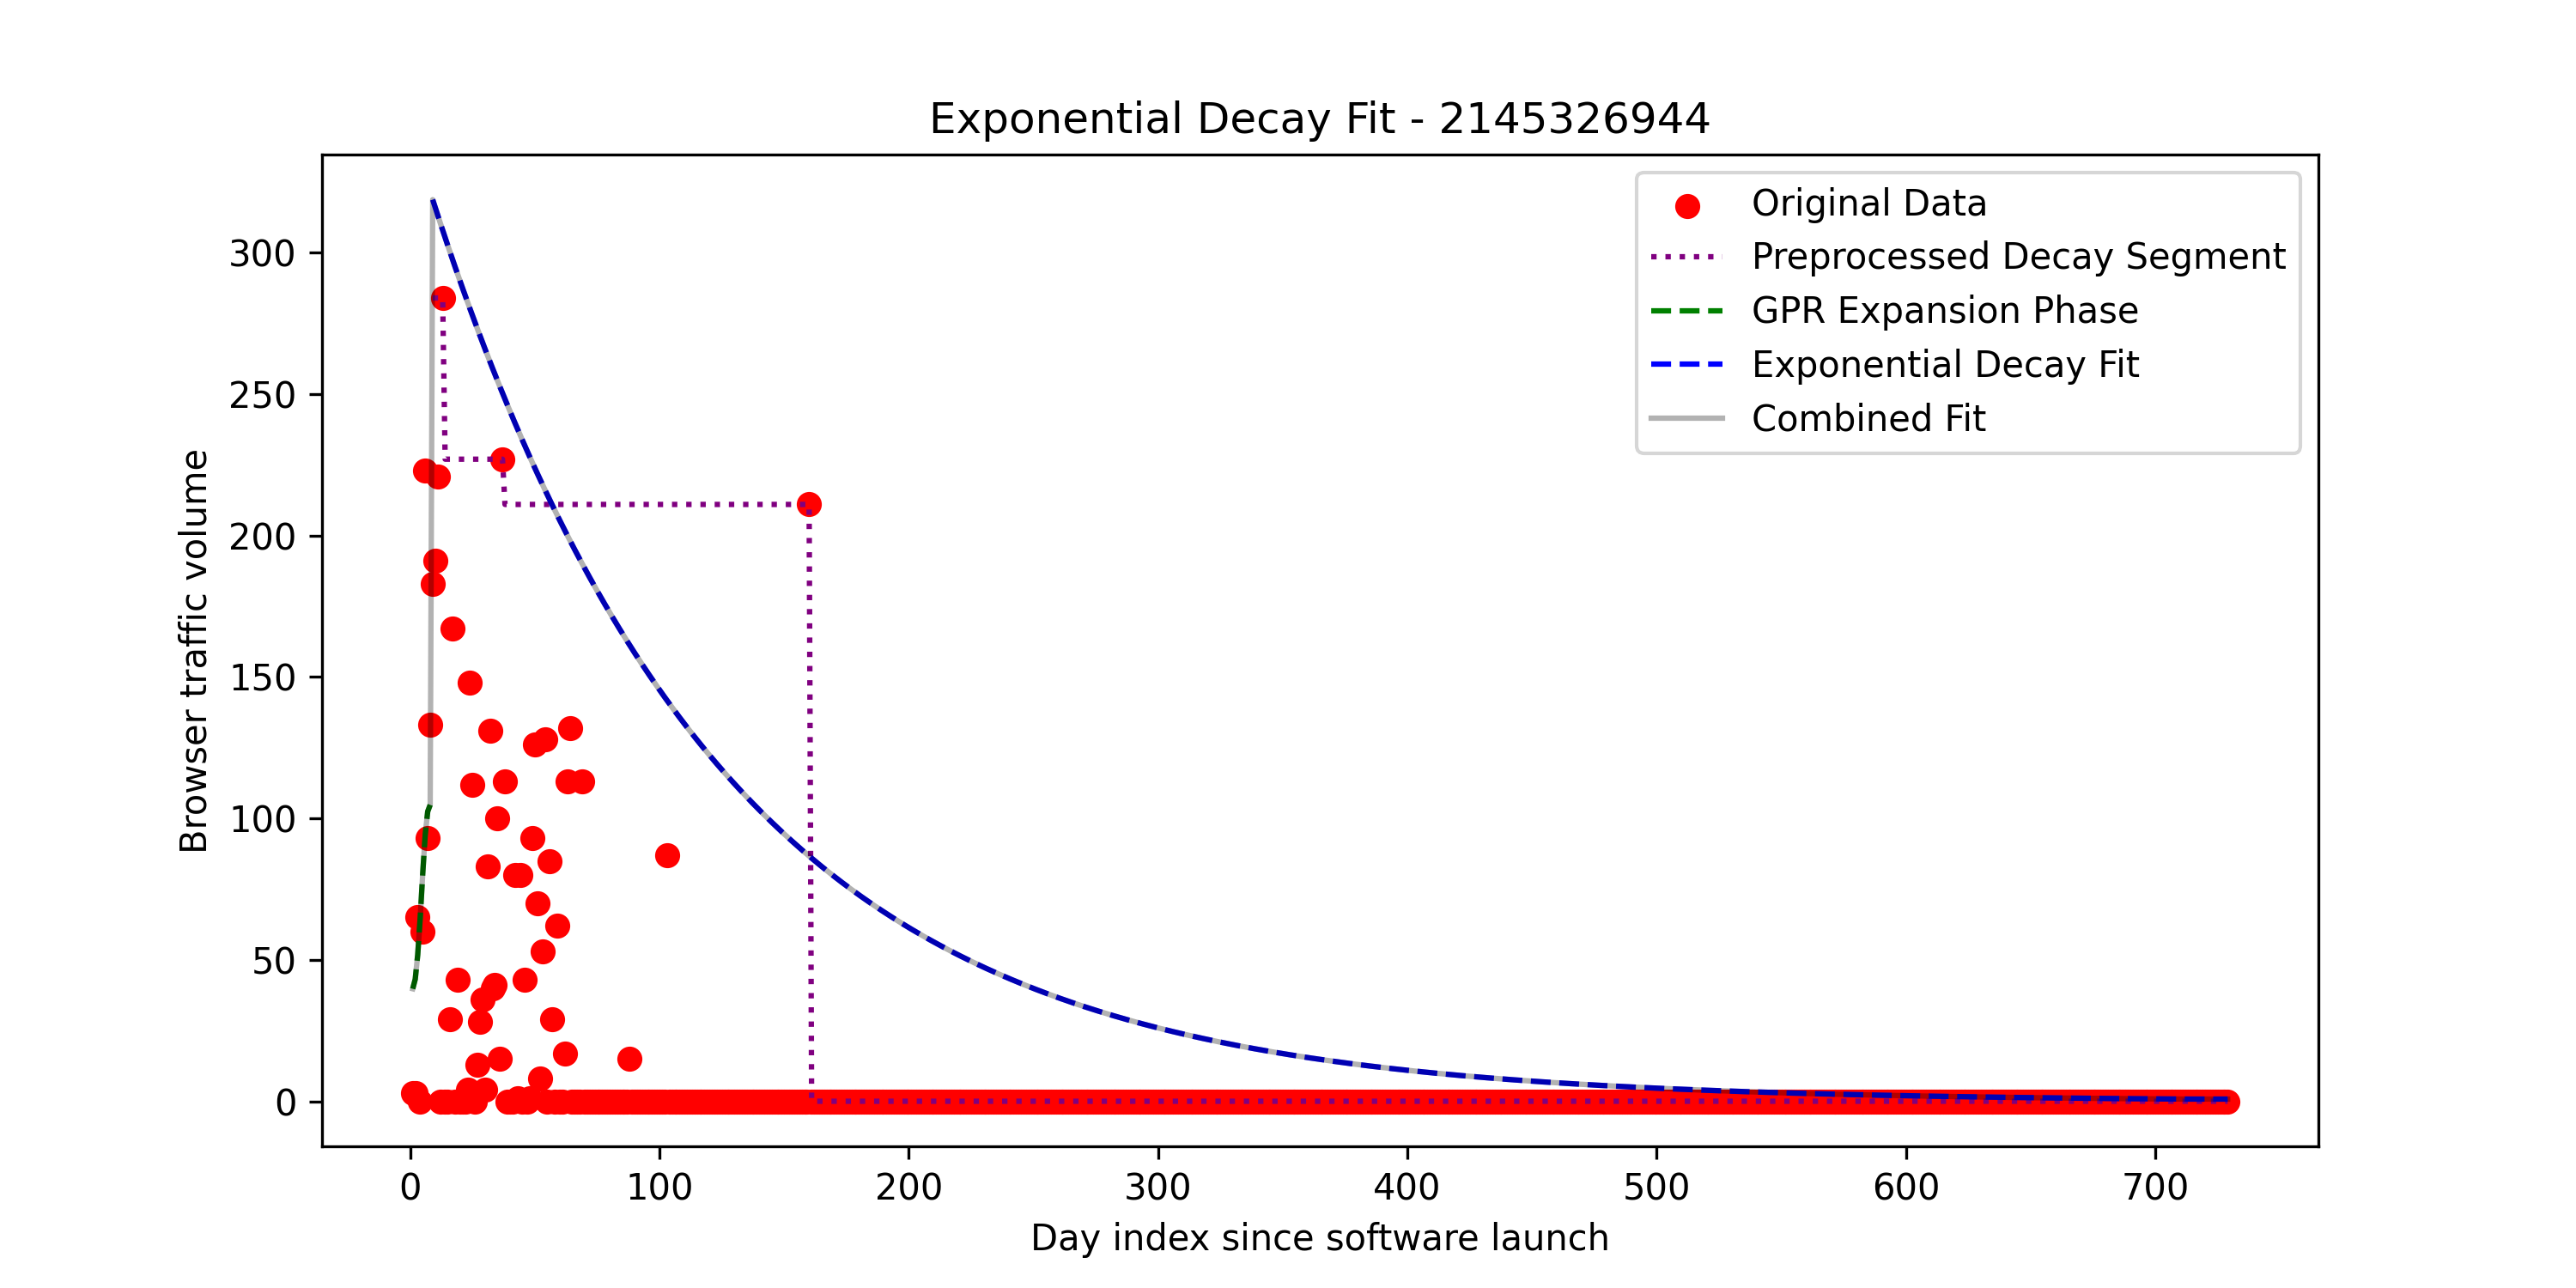 Exponential Decay Fit - 2145326944
Original Data
Preprocessed Decay Segment
GPR Expansion Phase
Exponential Decay Fit
Combined Fit
Browser traffic volume
300
250
200
150
100
50
0
0 100 200 300 400 500 600 700
Day index since software launch